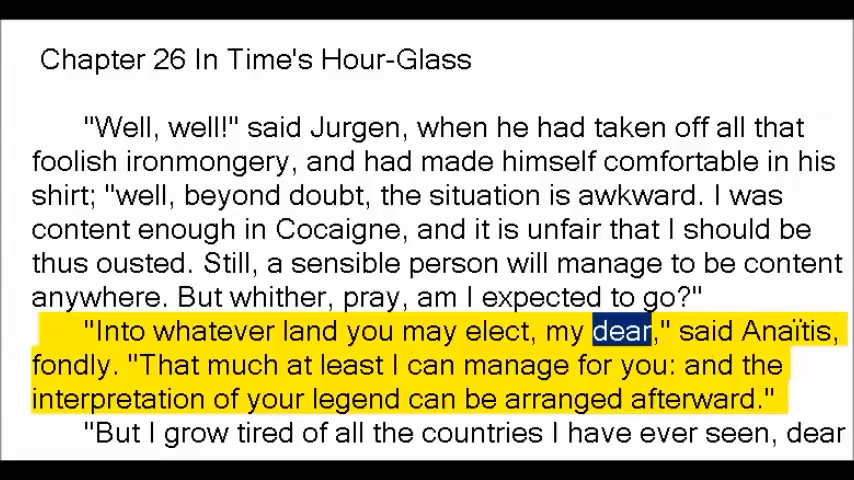 Chapter 26 In Time's Hour-Glass
"Well, well!" said Jurgen, when he had taken off all that
foolish ironmongery, and had made himself comfortable in his
shirt; "well, beyond doubt, the situation is awkward. I was
content enough in Cocaigne, and it is unfair that I should be
thus ousted. Still, a sensible person will manage to be content
anywhere. But whither, pray, am I expected to go?"
"Into whatever land you may elect, my dear," said Anaïtis,
fondly. "That much at least I can manage for you: and the
interpretation of your legend can be arranged afterward."
"But I grow tired of all the countries I have ever seen, dear